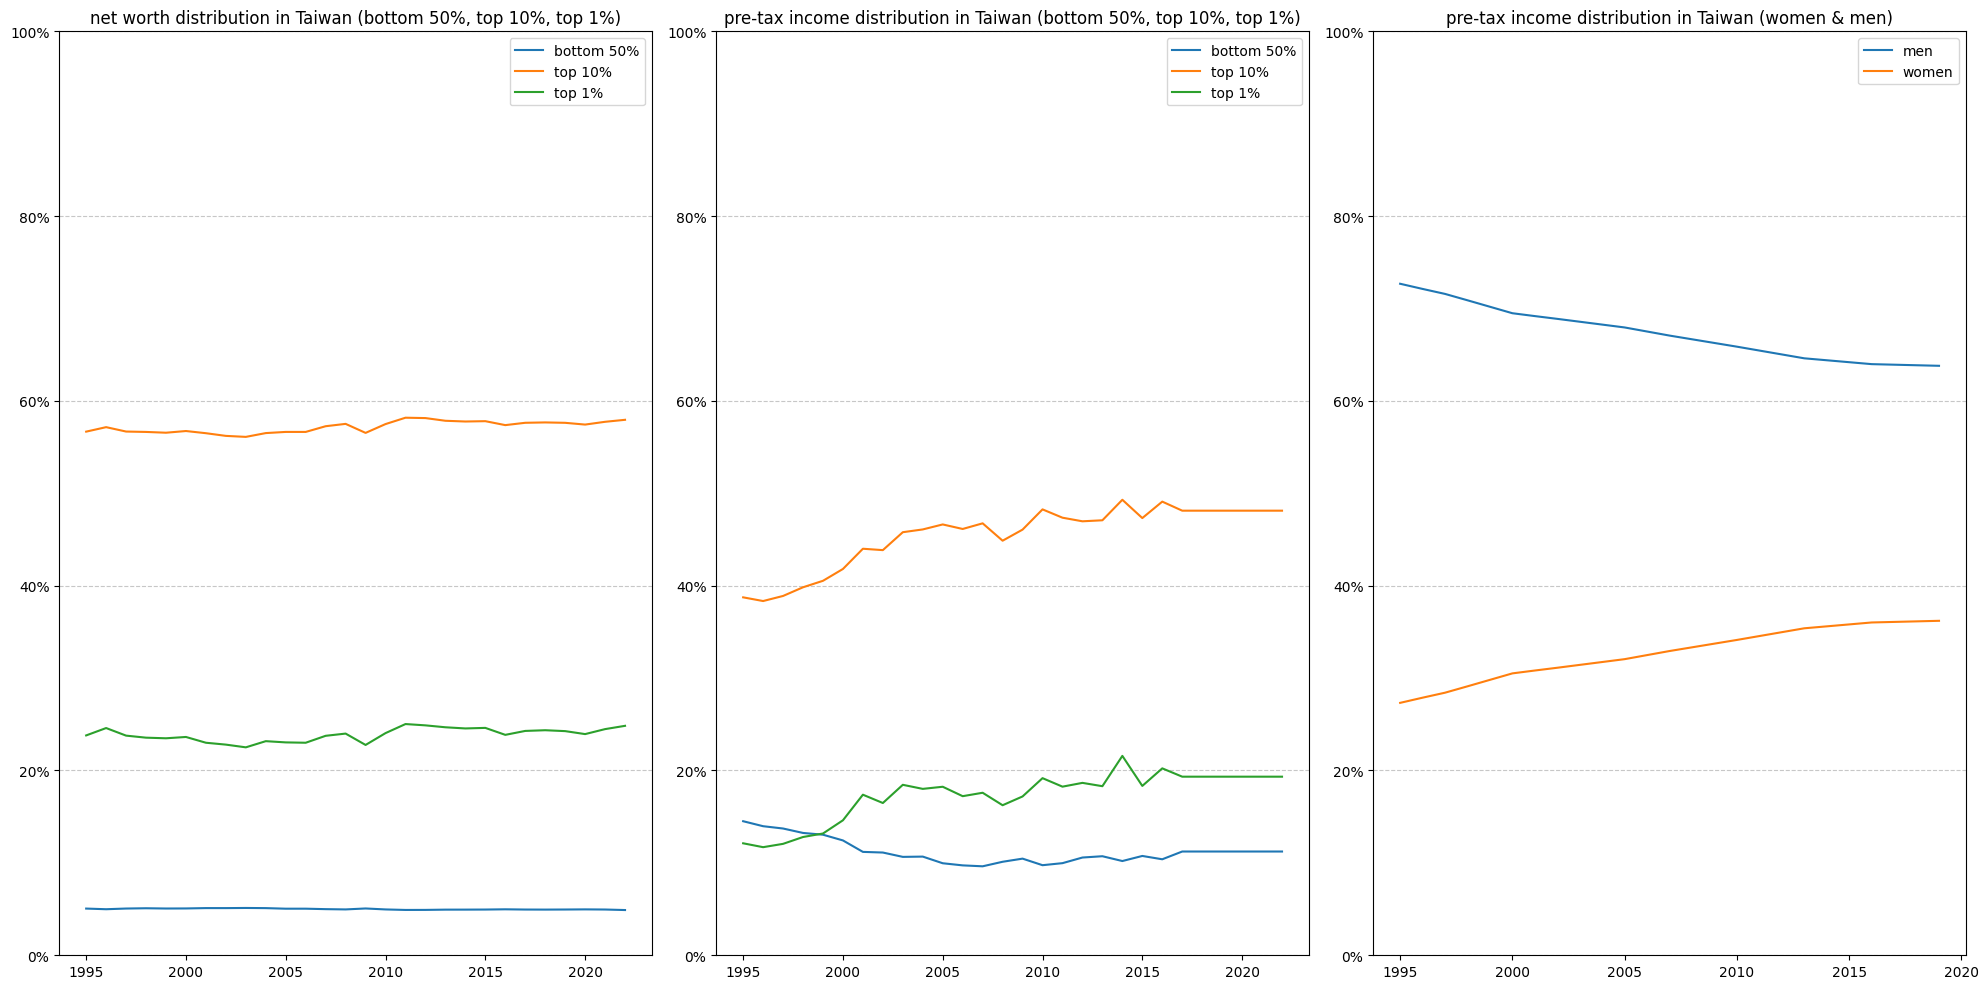 net worth distribution in Taiwan (bottom 50%, top 10%, top 1%)
100%
80%
60%
40%
20%
0%
1995 2000 2005 2010 2015 2020
bottom 50%
top 10%
top 1%
pre-tax income distribution in Taiwan (bottom 50%, top 10%, top 1%)
100%
80%
60%
40%
20%
0%
1995 2000 2005 2010 2015 2020
bottom 50%
top 10%
top 1%
pre-tax income distribution in Taiwan (women & men)
100%
80%
60%
40%
20%
0%
1995 2000 2005 2010 2015 2020
men
women